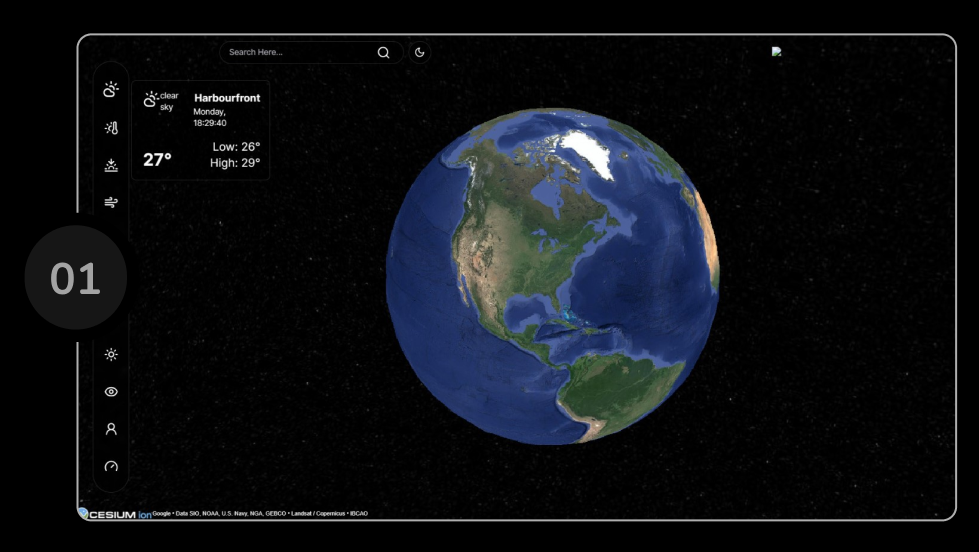 Search Here...
clear
sky
Harbourfront
Monday,
18:29:40
27°
Low: 26°
High: 29°
01
CESIUM ion Google • Data SIO, NOAA, U.S. Navy, NGA, GEBCO • Landsat / Copernicus • IBCAO